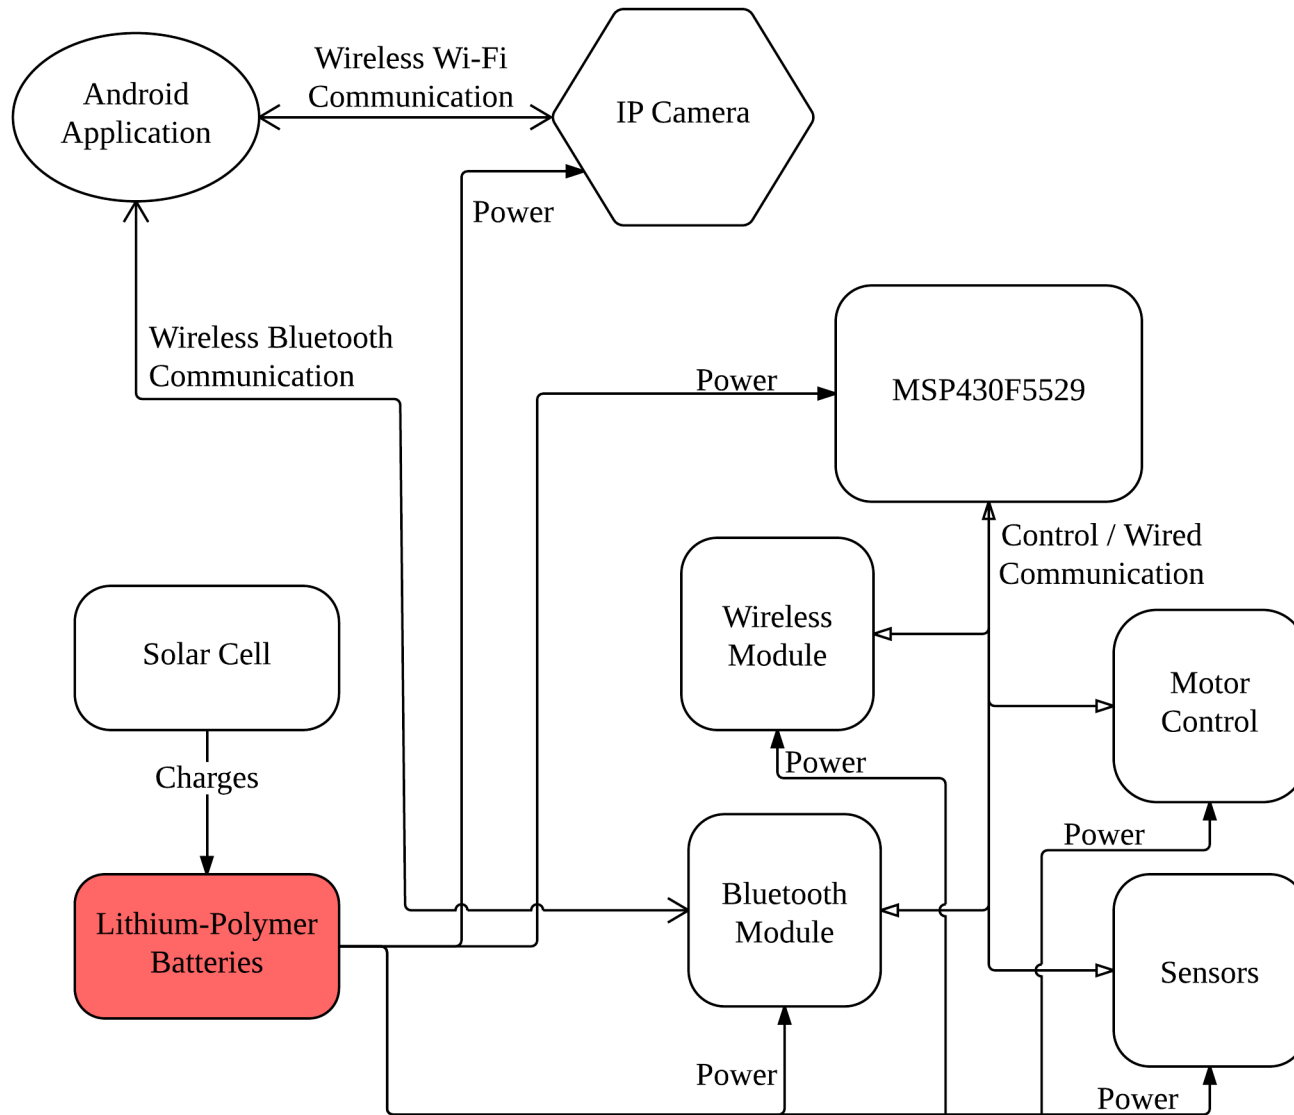 Wireless Wi-Fi
Communication
Android
Application
IP Camera
Power
Wireless Bluetooth
Communication
Power
MSP430F5529
Control / Wired
Communication
Wireless
Module
Solar Cell
Motor
Control
Power
Charges
Power
Bluetooth
Module
Lithium-Polymer
Batteries
Sensors
Power
Power